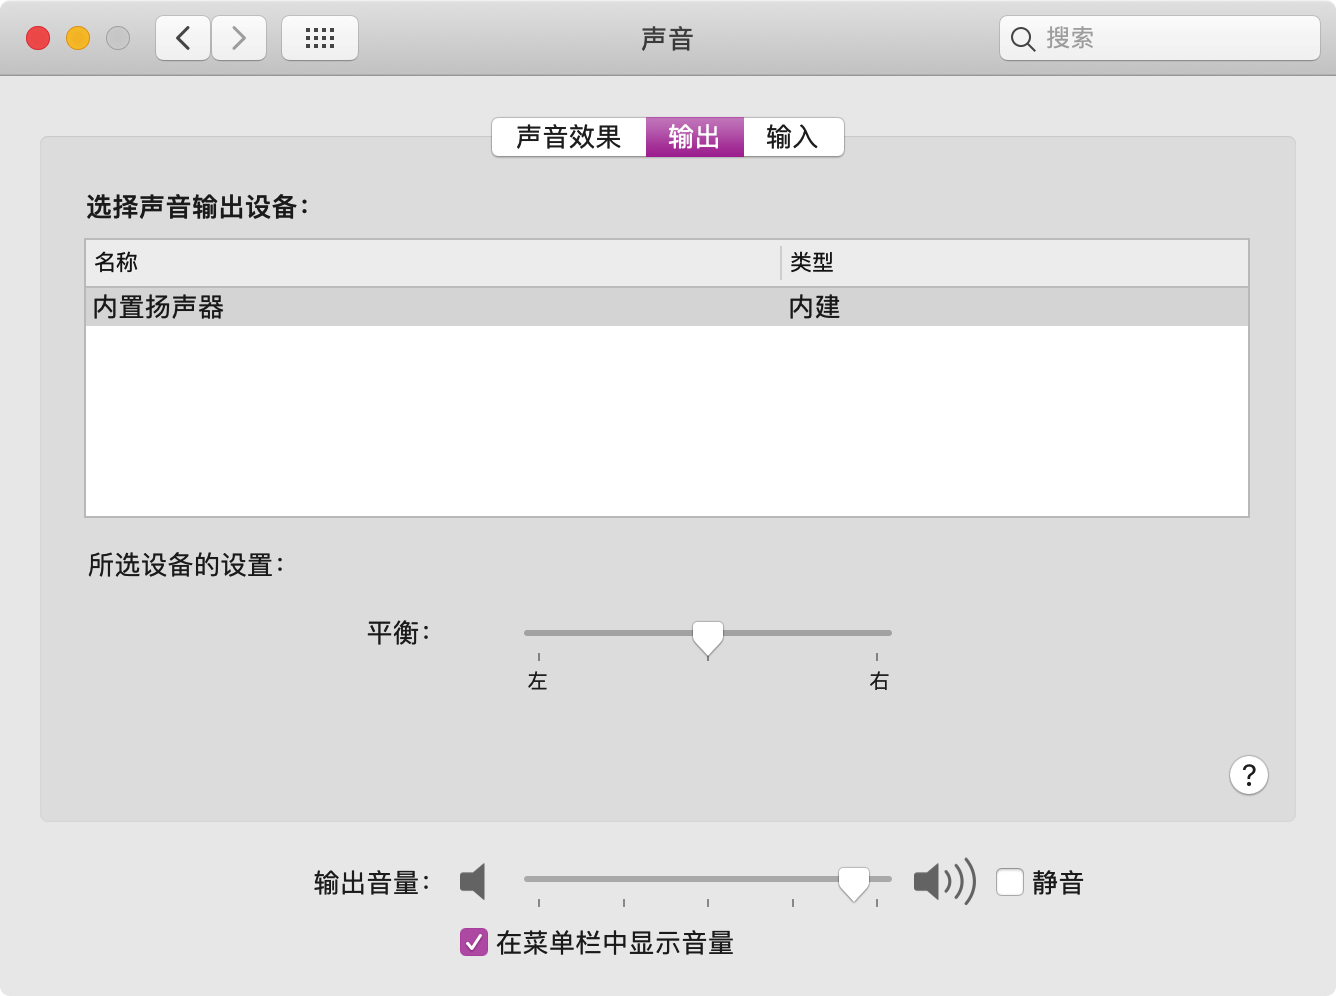 声音
搜索
声音效果 输出 输入
选择声音输出设备：
名称 类型
内置扬声器 内建
所选设备的设置：
平衡：
左 右
?
输出音量： 静音
在菜单栏中显示音量